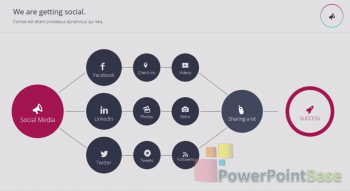 We are getting social.
Facebook
Check ins
Videos
Social Media
LinkedIn
Photos
Retro
Sharing a lot
SUCCESS
Twitter
Tweets
Followers
PowerPointBase